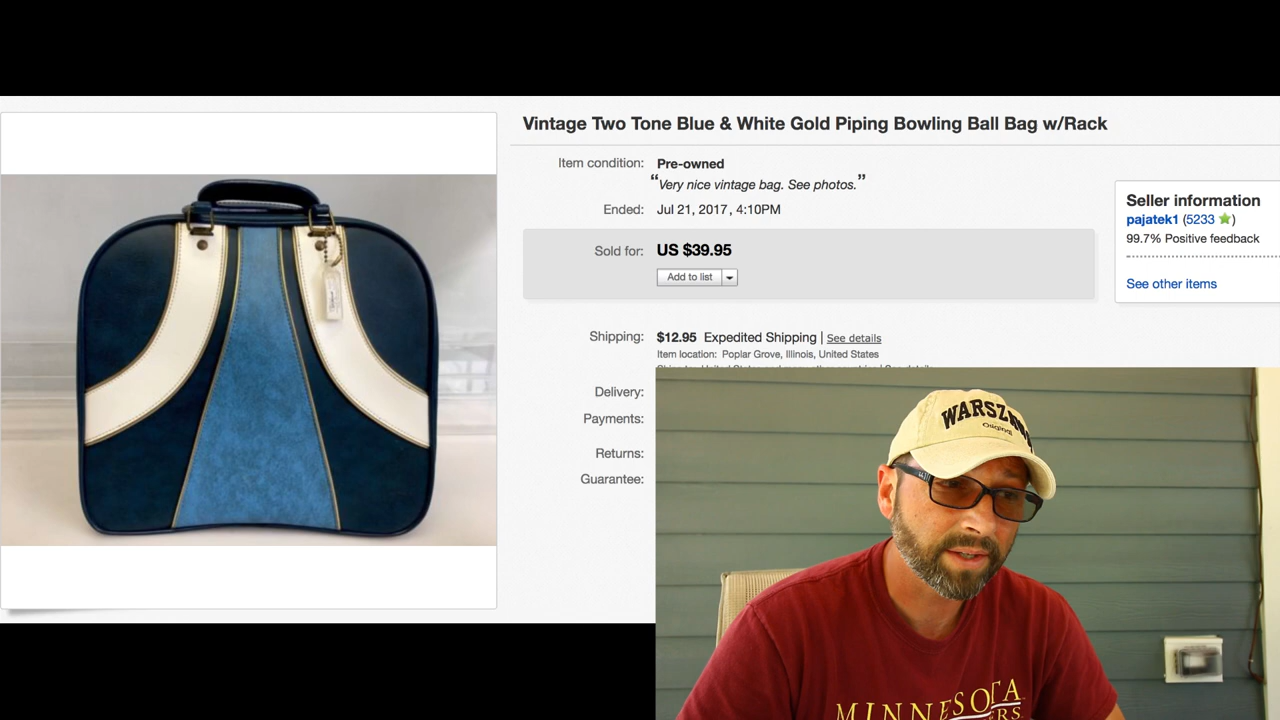 Vintage Two Tone Blue & White Gold Piping Bowling Ball Bag w/Rack
Item condition: Pre-owned
“Very nice vintage bag. See photos.”
Ended: Jul 21, 2017, 4:10PM
Sold for: US $39.95
Add to list
Shipping: $12.95 Expedited Shipping | See details
Item location: Poplar Grove, Illinois, United States
Delivery:
Payments:
Returns:
Guarantee:
Seller information
pajatek1 (5233)
99.7% Positive feedback
See other items
Original
MINNESOTA